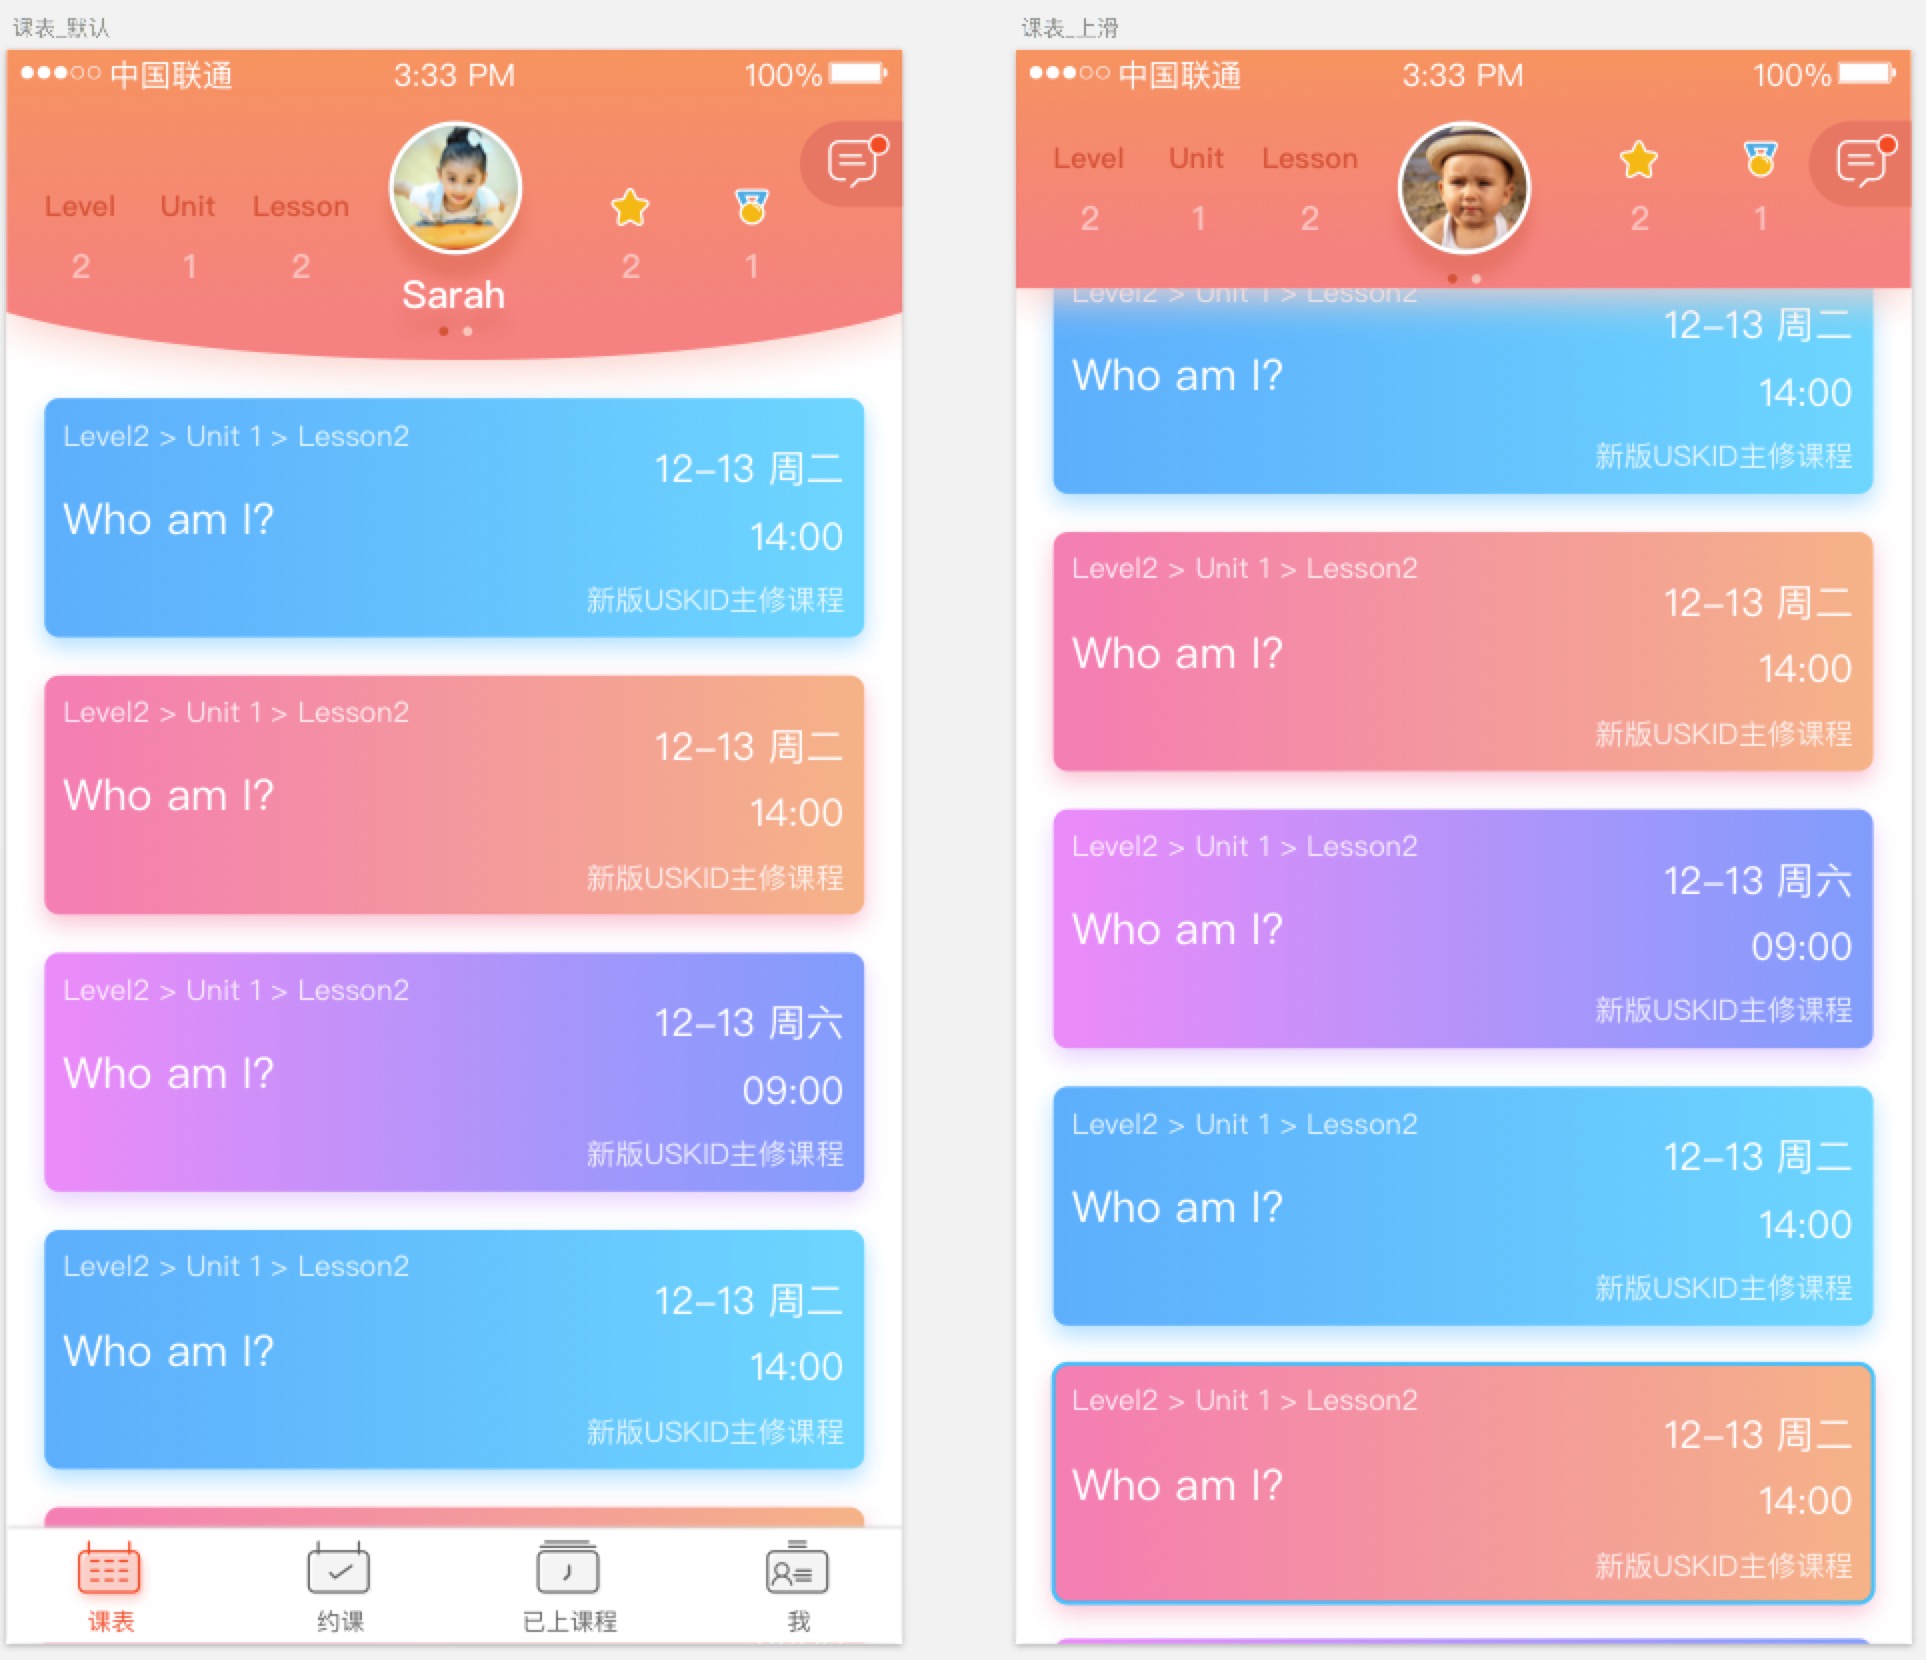 课表_默认
中国联通 3:33 PM 100%
Level Unit Lesson
2 1 2 2 1
Sarah
Level2 > Unit 1 > Lesson2
12-13 周二
Who am I?
14:00
新版USKID主修课程
Level2 > Unit 1 > Lesson2
12-13 周二
Who am I?
14:00
新版USKID主修课程
Level2 > Unit 1 > Lesson2
12-13 周六
Who am I?
09:00
新版USKID主修课程
Level2 > Unit 1 > Lesson2
12-13 周二
Who am I?
14:00
新版USKID主修课程
课表 约课 已上课程 我
课表_上滑
中国联通 3:33 PM 100%
Level Unit Lesson
2 1 2 2 1
Level2 > Unit 1 > Lesson2
12-13 周二
Who am I?
14:00
新版USKID主修课程
Level2 > Unit 1 > Lesson2
12-13 周二
Who am I?
14:00
新版USKID主修课程
Level2 > Unit 1 > Lesson2
12-13 周六
Who am I?
09:00
新版USKID主修课程
Level2 > Unit 1 > Lesson2
12-13 周二
Who am I?
14:00
新版USKID主修课程
Level2 > Unit 1 > Lesson2
12-13 周二
Who am I?
14:00
新版USKID主修课程